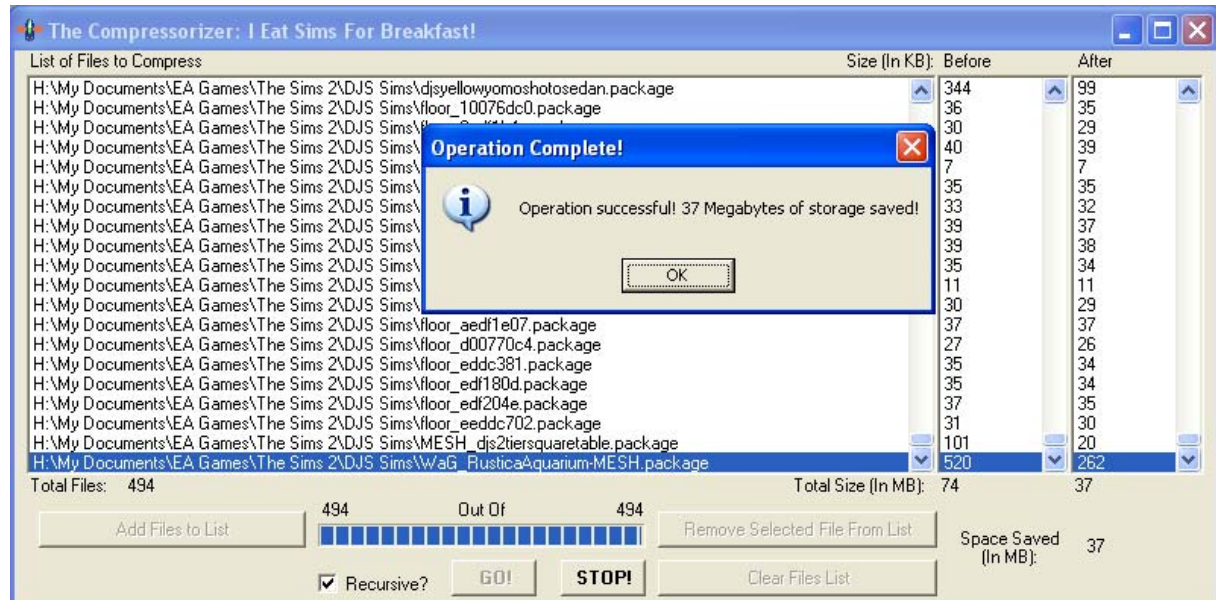 The Compressorizer: I Eat Sims For Breakfast!
List of Files to Compress Size (In KB): Before After
H:\My Documents\EA Games\The Sims 2\DJS Sims\djsyellowyomoshotosedan.package 344 99
H:\My Documents\EA Games\The Sims 2\DJS Sims\floor_10076dc0.package 36 35
H:\My Documents\EA Games\The Sims 2\DJS Sims\ 30 29
H:\My Documents\EA Games\The Sims 2\DJS Sims\ 40 39
H:\My Documents\EA Games\The Sims 2\DJS Sims\ 7 7
H:\My Documents\EA Games\The Sims 2\DJS Sims\ 35 35
H:\My Documents\EA Games\The Sims 2\DJS Sims\ 33 32
H:\My Documents\EA Games\The Sims 2\DJS Sims\ 39 37
H:\My Documents\EA Games\The Sims 2\DJS Sims\ 39 38
H:\My Documents\EA Games\The Sims 2\DJS Sims\ 35 34
H:\My Documents\EA Games\The Sims 2\DJS Sims\ 11 11
H:\My Documents\EA Games\The Sims 2\DJS Sims\ 30 29
H:\My Documents\EA Games\The Sims 2\DJS Sims\floor_aedf1e07.package 37 37
H:\My Documents\EA Games\The Sims 2\DJS Sims\floor_d00770c4.package 27 26
H:\My Documents\EA Games\The Sims 2\DJS Sims\floor_eddc381.package 35 34
H:\My Documents\EA Games\The Sims 2\DJS Sims\floor_edf180d.package 35 34
H:\My Documents\EA Games\The Sims 2\DJS Sims\floor_edf204e.package 37 35
H:\My Documents\EA Games\The Sims 2\DJS Sims\floor_eeddc702.package 31 30
H:\My Documents\EA Games\The Sims 2\DJS Sims\MESH_djs2tiersquaretable.package 101 20
H:\My Documents\EA Games\The Sims 2\DJS Sims\WaG_RusticaAquarium-MESH.package 520 262
Operation Complete!
Operation successful! 37 Megabytes of storage saved!
OK
Total Files: 494 Total Size (In MB): 74 37
494 Out Of 494
Add Files to List
Remove Selected File From List
Space Saved
(In MB): 37
Recursive? GO! STOP!
Clear Files List